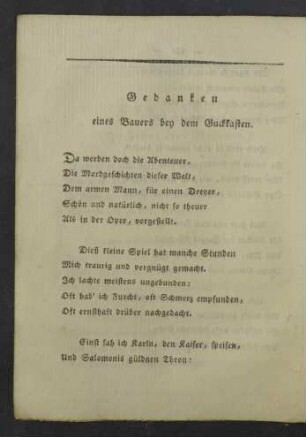 Gedanken
eines Bauers bey dem Guckkasten.
Da werden doch die Abenteuer,
Die Mordgeschichten dieser Welt,
Dem armen Mann, für einen Dreyer,
Schön und natürlich, nicht so theuer
Als in der Oper, vorgestellt.
Dieß kleine Spiel hat manche Stunden
Mich traurig und vergnügt gemacht.
Ich lachte meistens ungebunden:
Oft hab' ich Furcht, oft Schmerz empfunden,
Oft ernsthaft drüber nachgedacht.
Einst sah ich Karln, den Kaiser, speisen,
Und Salomonis güldnen Thron: